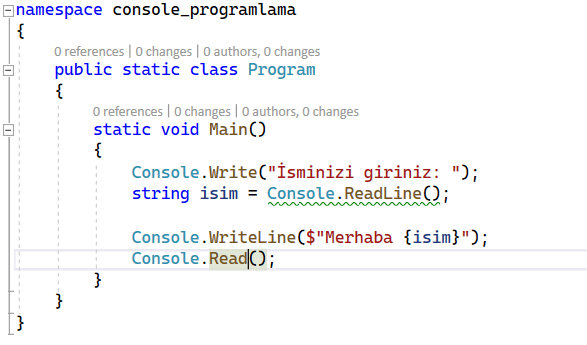 namespace console_programlama
{
0 references | 0 changes | 0 authors, 0 changes
public static class Program
{
0 references | 0 changes | 0 authors, 0 changes
static void Main()
{
Console.Write("İsminizi giriniz: ");
string isim = Console.ReadLine();
Console.WriteLine($"Merhaba {isim}");
Console.Read();
}
}
}